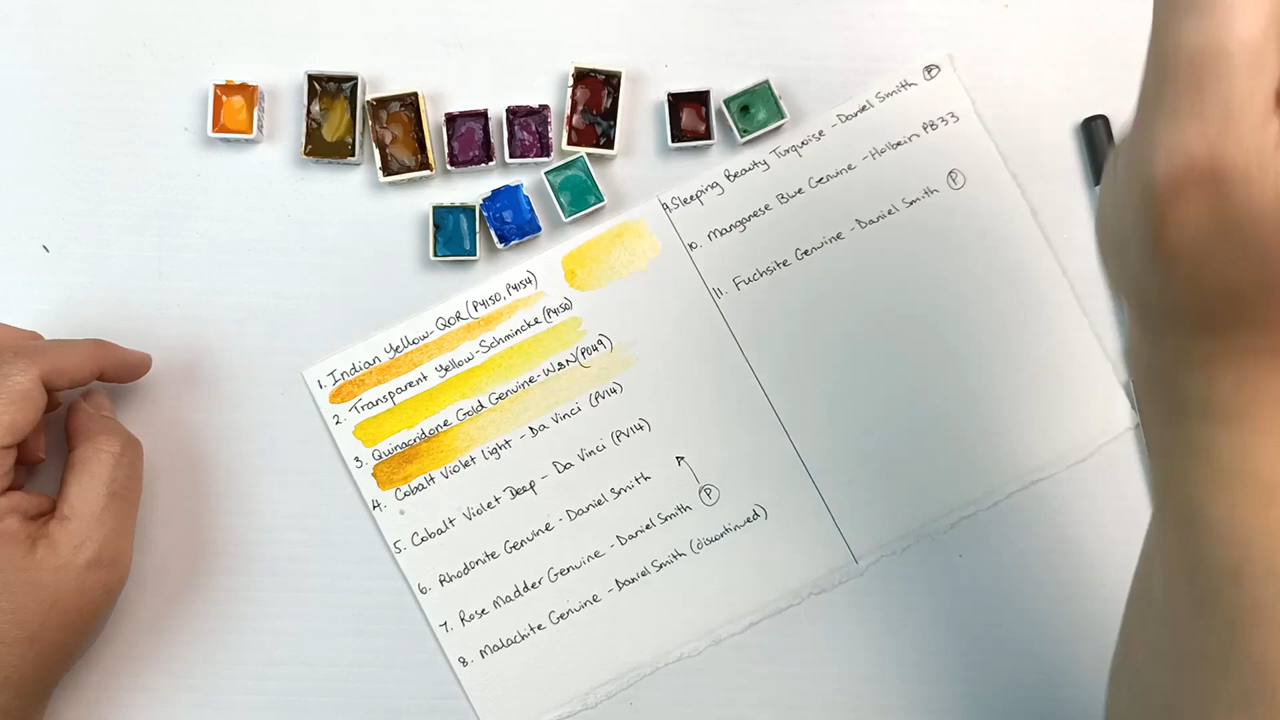 1. Indian Yellow - QOR (PY150, PY154)
2. Transparent Yellow - Schmincke (PY150)
3. Quinacridone Gold Genuine - W&N (PO49)
4. Cobalt Violet Light - Da Vinci (PV14)
5. Cobalt Violet Deep - Da Vinci (PV14)
6. Rhodonite Genuine - Daniel Smith
7. Rose Madder Genuine - Daniel Smith P
8. Malachite Genuine - Daniel Smith (discontinued)
9. Sleeping Beauty Turquoise - Daniel Smith P
10. Manganese Blue Genuine - Holbein PB33
11. Fuchsite Genuine - Daniel Smith P